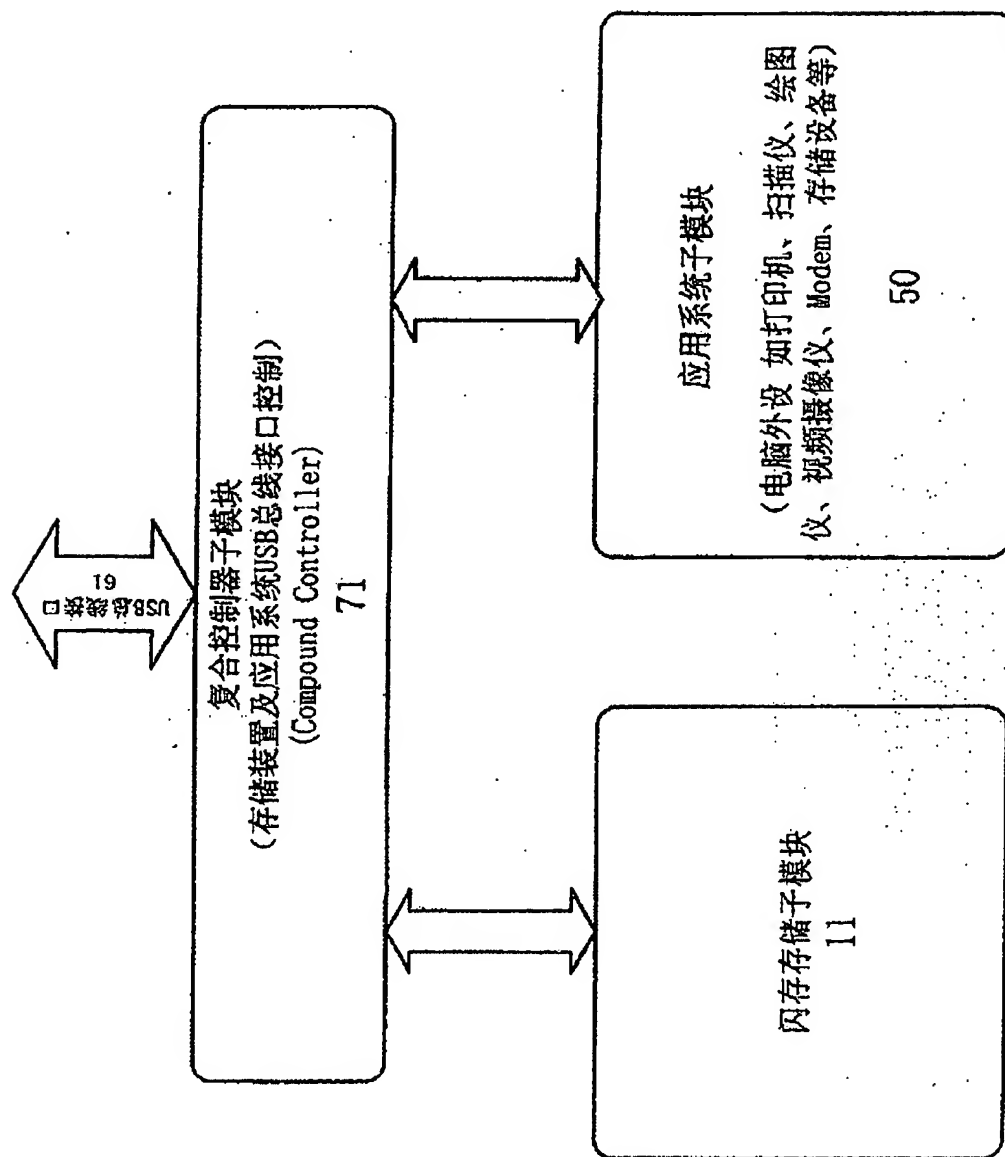 USB总线接口
61
复合控制器子模块
(存储装置及应用系统USB总线接口控制)
(Compound Controller)
71
应用系统子模块
(电脑外设 如打印机、扫描仪、绘图
仪、视频摄像仪、Modem、存储设备等)
50
闪存存储子模块
11